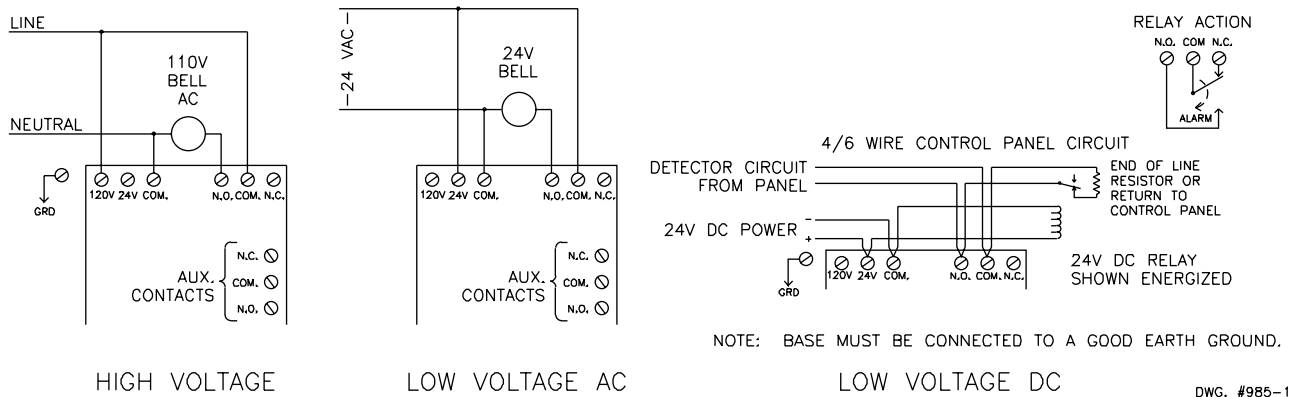 LINE
110V
BELL
AC
NEUTRAL
GRD
120V 24V COM. N.O. COM. N.C.
AUX.
CONTACTS
N.C.
COM.
N.O.
HIGH VOLTAGE
24 VAC
24V
BELL
120V 24V COM. N.O. COM. N.C.
AUX.
CONTACTS
N.C.
COM.
N.O.
LOW VOLTAGE AC
RELAY ACTION
N.O. COM N.C.
ALARM
4/6 WIRE CONTROL PANEL CIRCUIT
DETECTOR CIRCUIT
FROM PANEL
END OF LINE
RESISTOR OR
RETURN TO
CONTROL PANEL
24V DC POWER
-
+
GRD
120V 24V COM. N.O. COM. N.C.
24V DC RELAY
SHOWN ENERGIZED
NOTE: BASE MUST BE CONNECTED TO A GOOD EARTH GROUND.
LOW VOLTAGE DC
DWG. #985-1